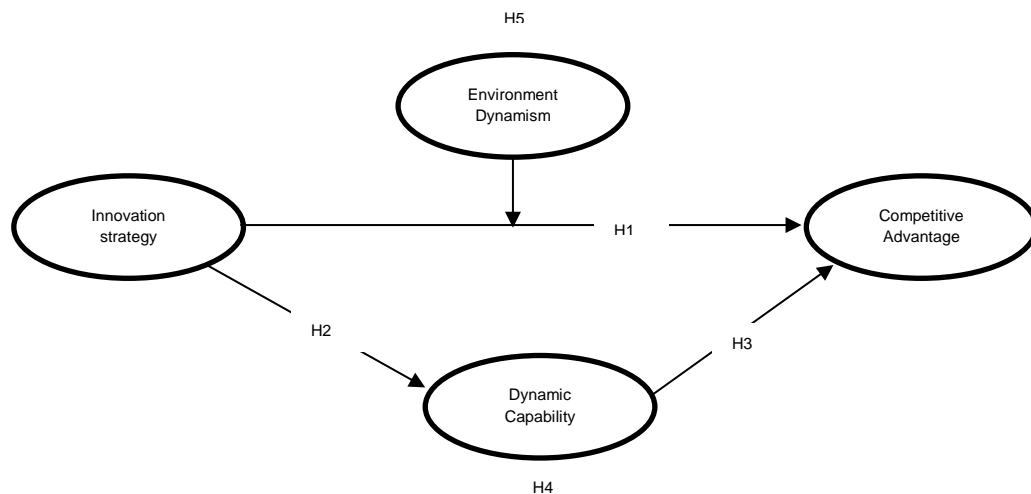 H5
Environment
Dynamism
Innovation
strategy
H1
Competitive
Advantage
H2
H3
Dynamic
Capability
H4